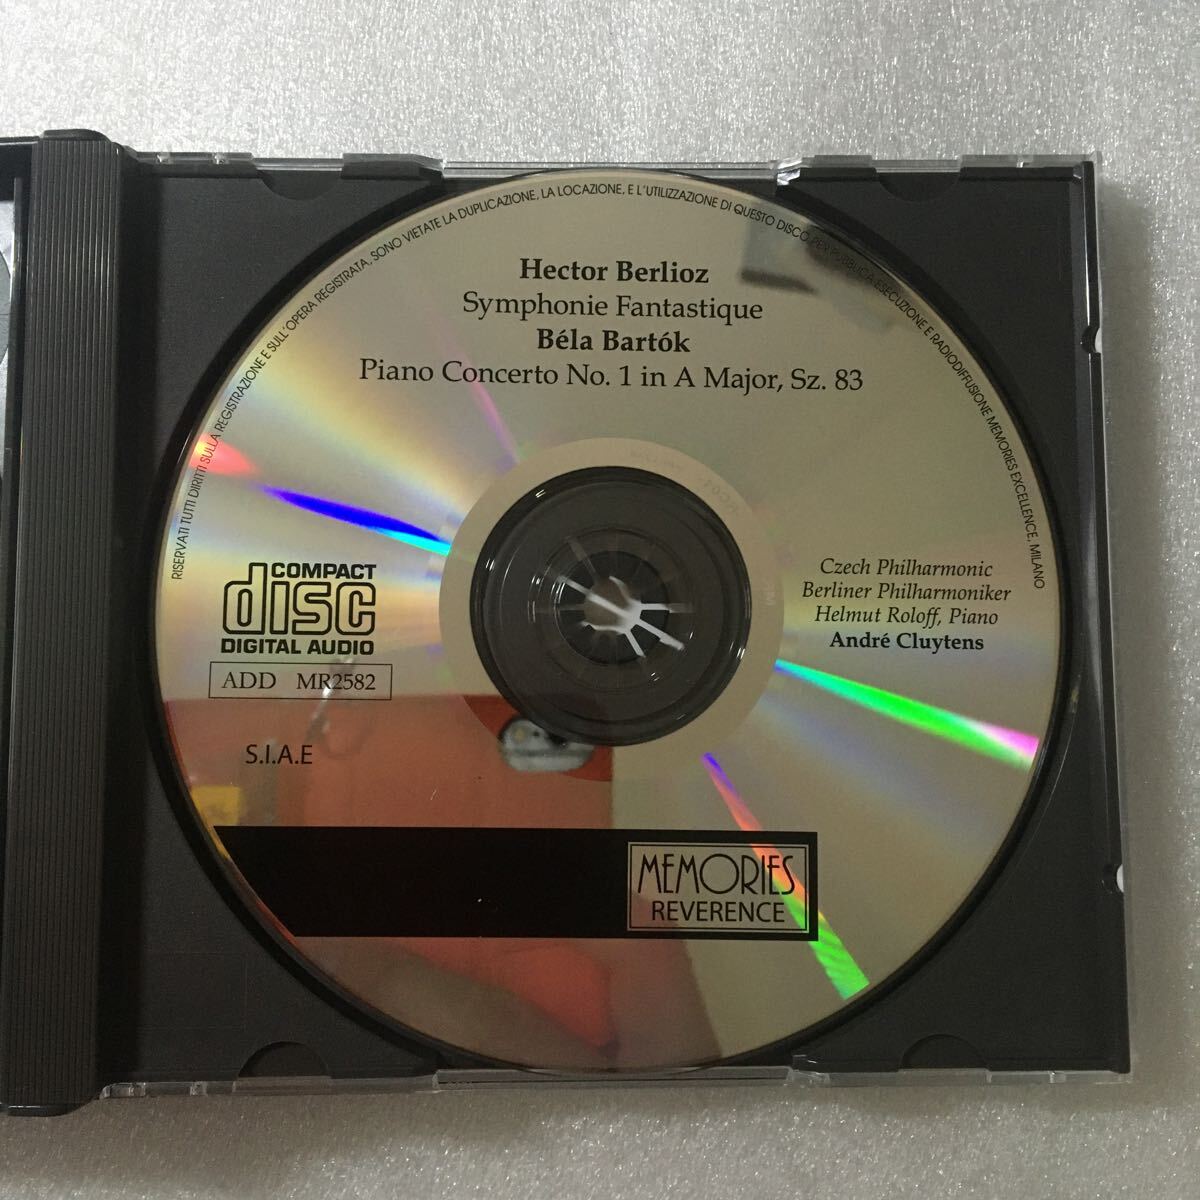 RISERVATI TUTTI DIRITTI SULLA REGISTRAZIONE E SULL'OPERA REGISTRATA, SONO VIETATE LA DUPLICAZIONE, LA LOCAZIONE, E L'UTILIZZAZIONE DI QUESTO DISCO PER PUBBLICA ESECUZIONE E RADIODIFFUSIONE MEMORIES EXCELLENCE, MILANO
Hector Berlioz
Symphonie Fantastique
Béla Bartók
Piano Concerto No. 1 in A Major, Sz. 83
COMPACT
disc
DIGITAL AUDIO
ADD MR2582
S.I.A.E
Czech Philharmonic
Berliner Philharmoniker
Helmut Roloff, Piano
André Cluytens
MEMORIES
REVERENCE